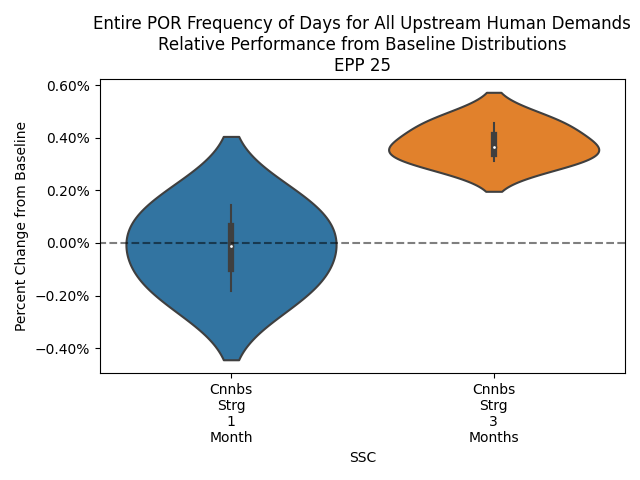 Entire POR Frequency of Days for All Upstream Human Demands
Relative Performance from Baseline Distributions
EPP 25
Percent Change from Baseline
0.60%
0.40%
0.20%
0.00%
−0.20%
−0.40%
Cnnbs
Strg
1
Month
Cnnbs
Strg
3
Months
SSC